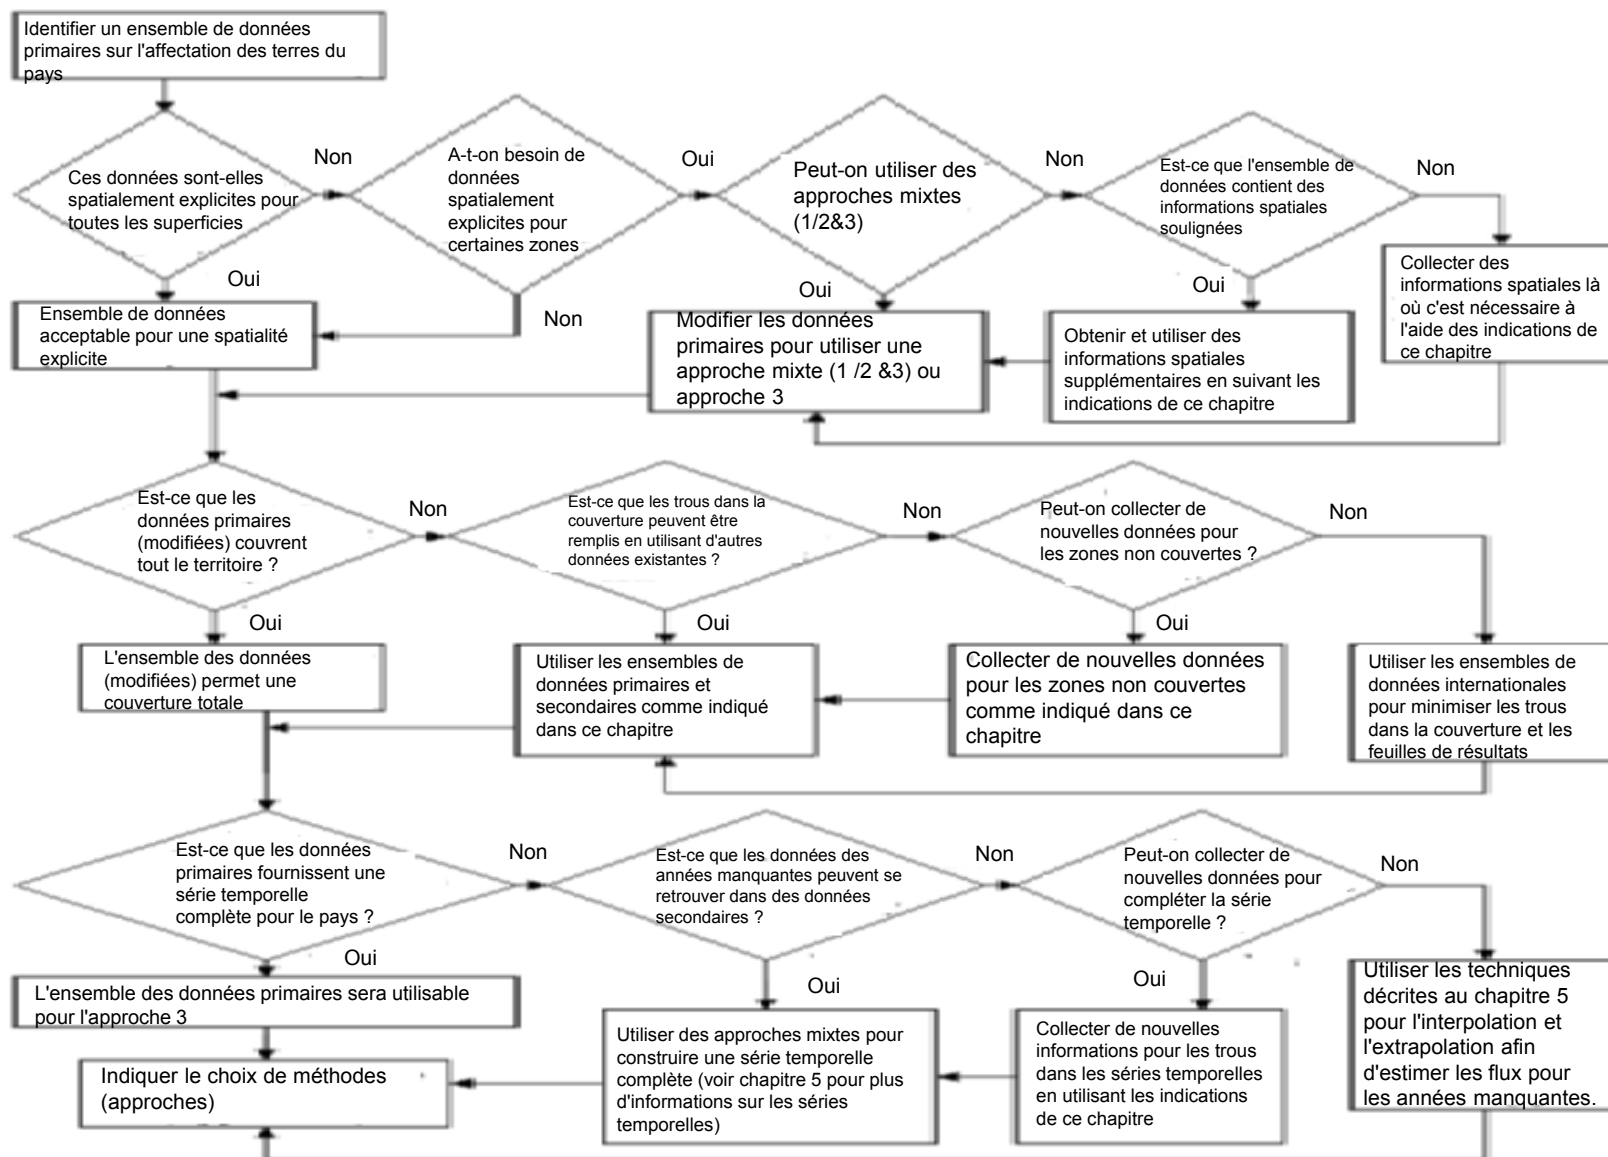 Identifier un ensemble de données
primaires sur l'affectation des terres du
pays
Ces données sont-elles
spatialement explicites pour
toutes les superficies
Non
A-t-on besoin de
données
spatialement
explicites pour
certaines zones
Oui
Peut-on utiliser des
approches mixtes
(1/2&3)
Non
Est-ce que l'ensemble de
données contient des
informations spatiales
soulignées
Non
Oui
Ensemble de données
acceptable pour une spatialité
explicite
Non
Oui
Modifier les données
primaires pour utiliser une
approche mixte (1 /2 &3) ou
approche 3
Oui
Obtenir et utiliser des
informations spatiales
supplémentaires en suivant les
indications de ce chapitre
Collecter des
informations spatiales là
où c'est nécessaire à
l'aide des indications de
ce chapitre
Est-ce que les
données primaires
(modifiées) couvrent
tout le territoire ?
Non
Est-ce que les trous dans la
couverture peuvent être
remplis en utilisant d'autres
données existantes ?
Non
Peut-on collecter de
nouvelles données pour
les zones non couvertes ?
Non
Oui
L'ensemble des données
(modifiées) permet une
couverture totale
Oui
Utiliser les ensembles de
données primaires et
secondaires comme indiqué
dans ce chapitre
Oui
Collecter de nouvelles données
pour les zones non couvertes
comme indiqué dans ce
chapitre
Utiliser les ensembles de
données internationales
pour minimiser les trous
dans la couverture et les
feuilles de résultats
Est-ce que les données
primaires fournissent une
série temporelle
complète pour le pays ?
Non
Est-ce que les données des
années manquantes peuvent se
retrouver dans des données
secondaires ?
Non
Peut-on collecter de
nouvelles données pour
compléter la série
temporelle ?
Non
Oui
L'ensemble des données primaires sera utilisable
pour l'approche 3
Indiquer le choix de méthodes
(approches)
Oui
Utiliser des approches mixtes pour
construire une série temporelle
complète (voir chapitre 5 pour plus
d'informations sur les séries
temporelles)
Oui
Collecter de nouvelles
informations pour les trous
dans les séries temporelles
en utilisant les indications
de ce chapitre
Utiliser les techniques
décrites au chapitre 5
pour l'interpolation et
l'extrapolation afin
d'estimer les flux pour
les années manquantes.